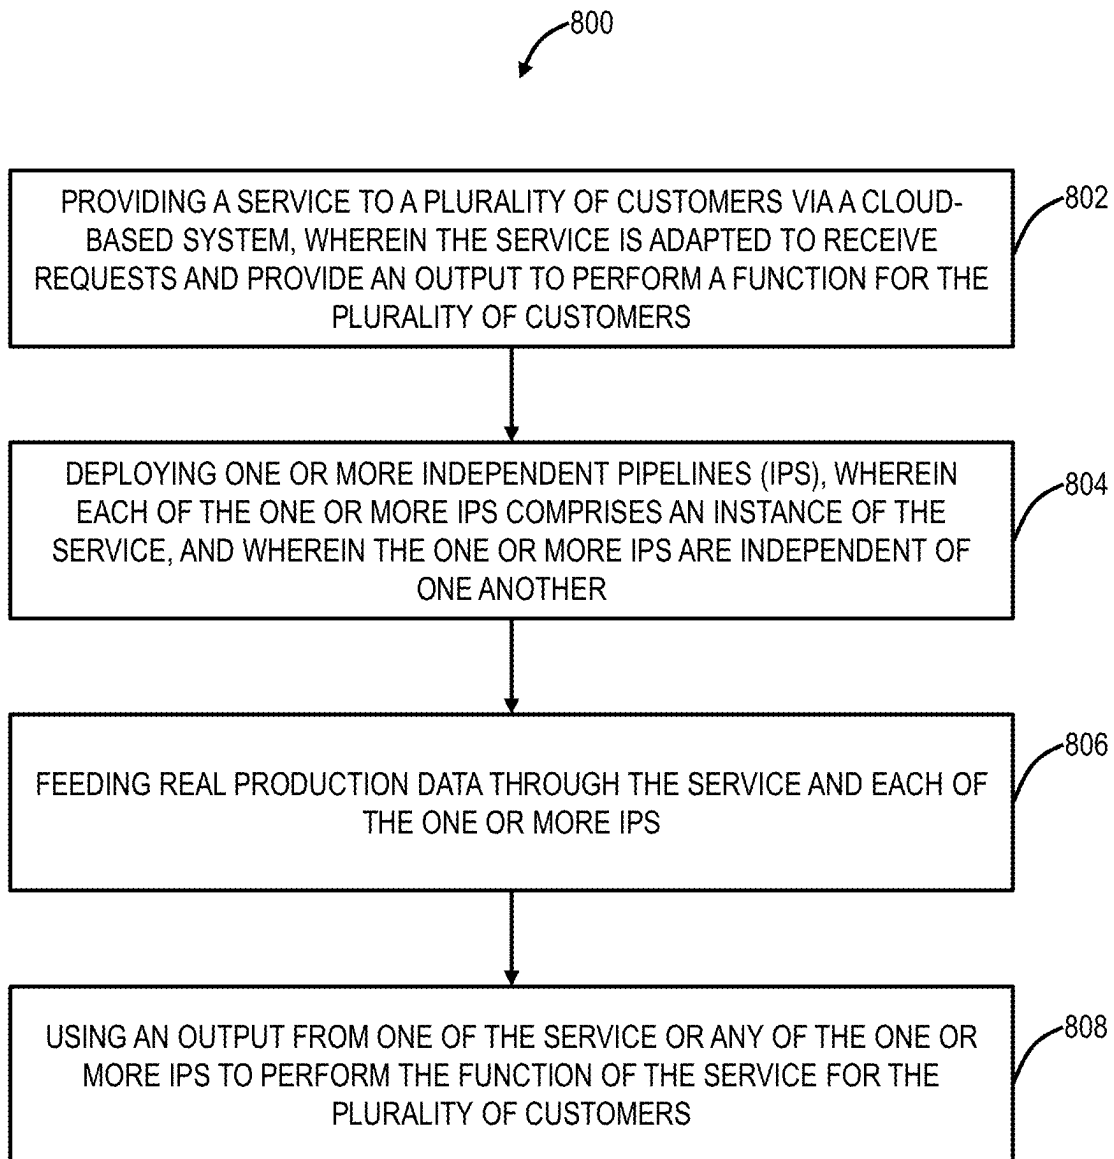 800
PROVIDING A SERVICE TO A PLURALITY OF CUSTOMERS VIA A CLOUD-
BASED SYSTEM, WHEREIN THE SERVICE IS ADAPTED TO RECEIVE
REQUESTS AND PROVIDE AN OUTPUT TO PERFORM A FUNCTION FOR THE
PLURALITY OF CUSTOMERS
802
DEPLOYING ONE OR MORE INDEPENDENT PIPELINES (IPS), WHEREIN
EACH OF THE ONE OR MORE IPS COMPRISES AN INSTANCE OF THE
SERVICE, AND WHEREIN THE ONE OR MORE IPS ARE INDEPENDENT OF
ONE ANOTHER
804
FEEDING REAL PRODUCTION DATA THROUGH THE SERVICE AND EACH OF
THE ONE OR MORE IPS
806
USING AN OUTPUT FROM ONE OF THE SERVICE OR ANY OF THE ONE OR
MORE IPS TO PERFORM THE FUNCTION OF THE SERVICE FOR THE
PLURALITY OF CUSTOMERS
808